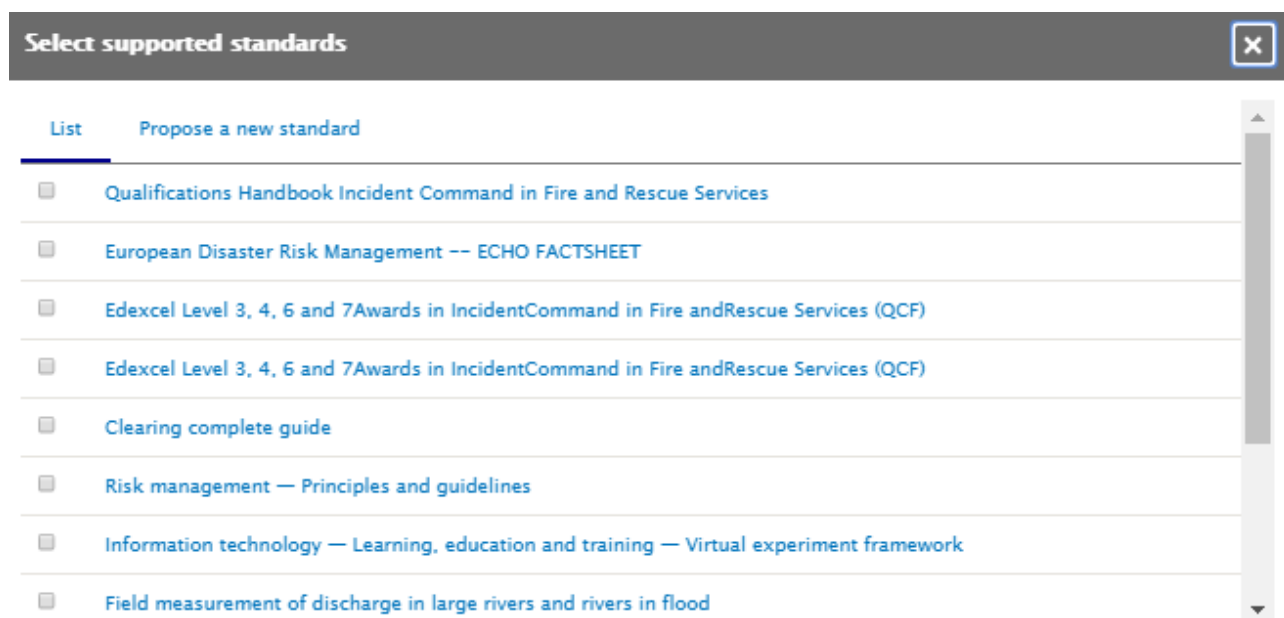 Select supported standards
List Propose a new standard
Qualifications Handbook Incident Command in Fire and Rescue Services
European Disaster Risk Management -- ECHO FACTSHEET
Edexcel Level 3, 4, 6 and 7Awards in IncidentCommand in Fire andRescue Services (QCF)
Edexcel Level 3, 4, 6 and 7Awards in IncidentCommand in Fire andRescue Services (QCF)
Clearing complete guide
Risk management — Principles and guidelines
Information technology — Learning, education and training — Virtual experiment framework
Field measurement of discharge in large rivers and rivers in flood